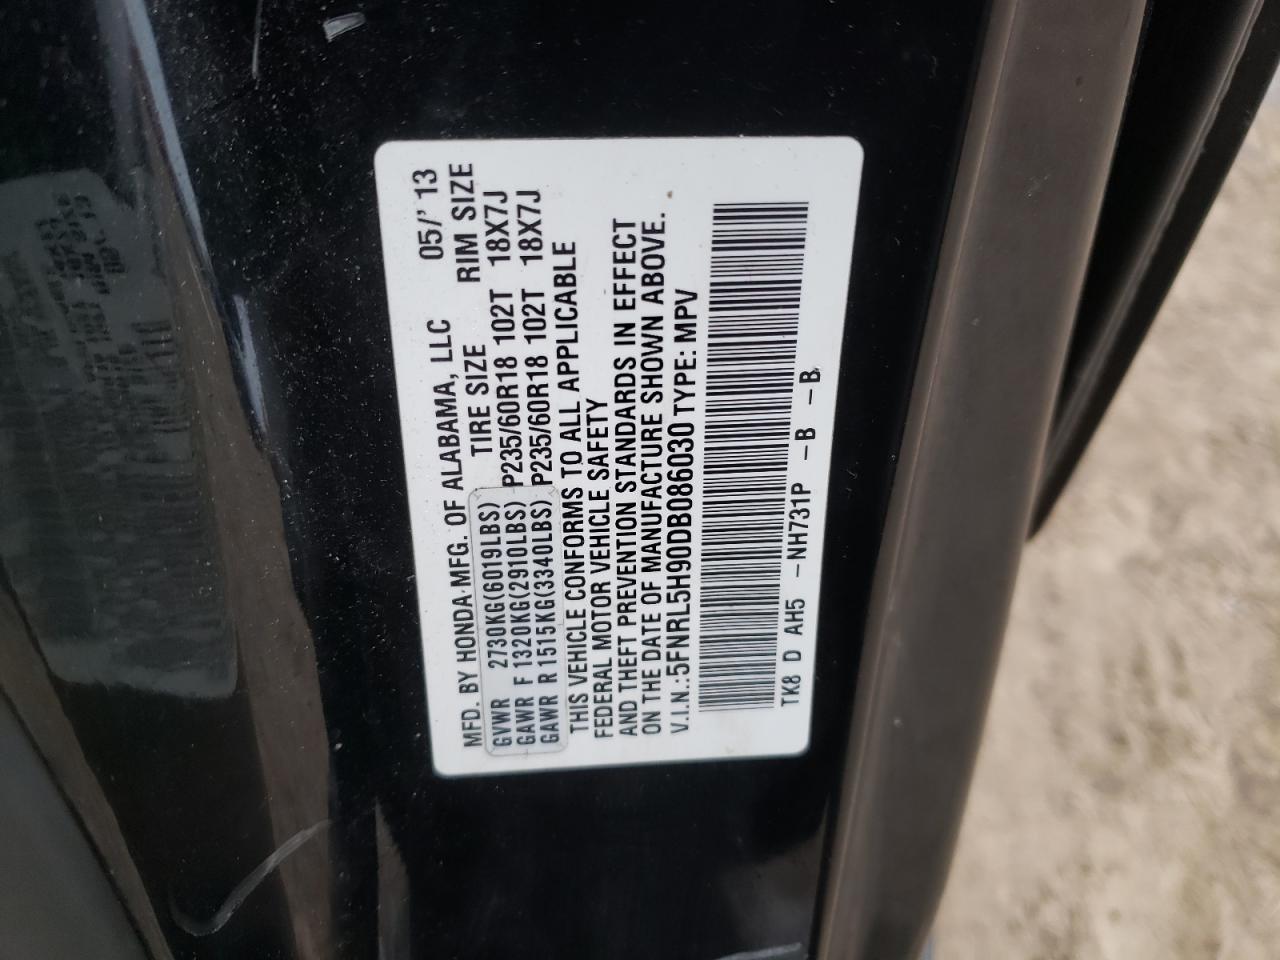 MFD. BY HONDA MFG. OF ALABAMA, LLC 05/'13
TIRE SIZE RIM SIZE
GVWR 2730KG(6019LBS)
GAWR F 1320KG(2910LBS) P235/60R18 102T 18X7J
GAWR R 1515KG(3340LBS) P235/60R18 102T 18X7J
THIS VEHICLE CONFORMS TO ALL APPLICABLE
FEDERAL MOTOR VEHICLE SAFETY
AND THEFT PREVENTION STANDARDS IN EFFECT
ON THE DATE OF MANUFACTURE SHOWN ABOVE.
V.I.N.:5FNRL5H90DB086030 TYPE: MPV
TK8 D AH5 -NH731P -B -B